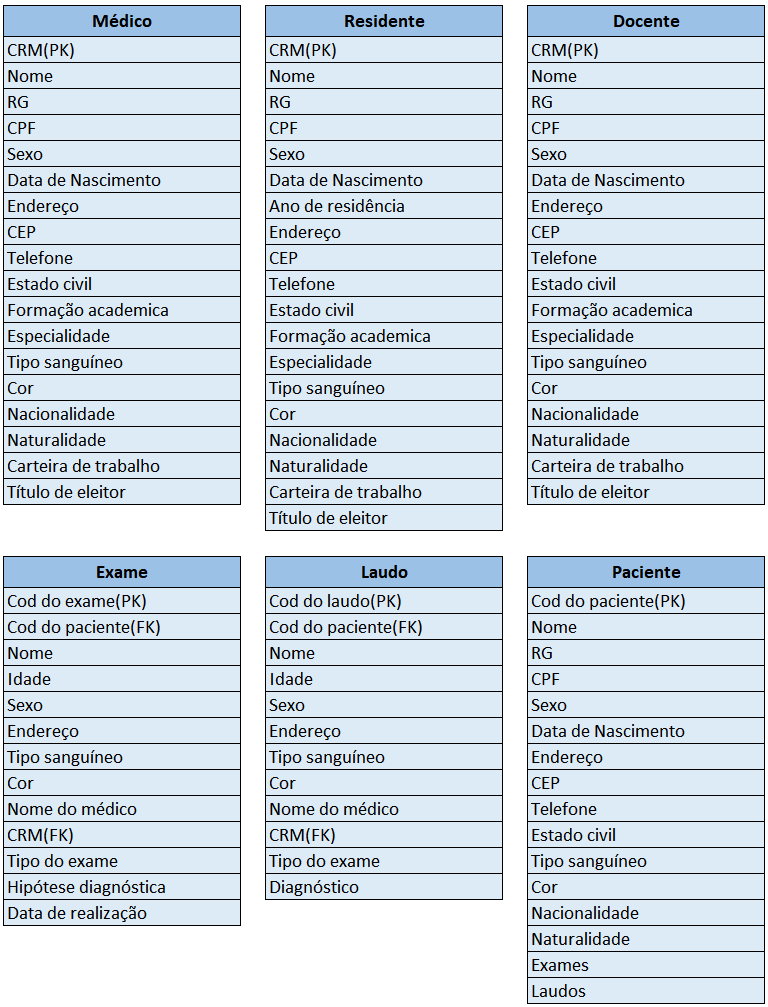 Médico
CRM(PK)
Nome
RG
CPF
Sexo
Data de Nascimento
Endereço
CEP
Telefone
Estado civil
Formação academica
Especialidade
Tipo sanguíneo
Cor
Nacionalidade
Naturalidade
Carteira de trabalho
Título de eleitor
Residente
CRM(PK)
Nome
RG
CPF
Sexo
Data de Nascimento
Ano de residência
Endereço
CEP
Telefone
Estado civil
Formação academica
Especialidade
Tipo sanguíneo
Cor
Nacionalidade
Naturalidade
Carteira de trabalho
Título de eleitor
Docente
CRM(PK)
Nome
RG
CPF
Sexo
Data de Nascimento
Endereço
CEP
Telefone
Estado civil
Formação academica
Especialidade
Tipo sanguíneo
Cor
Nacionalidade
Naturalidade
Carteira de trabalho
Título de eleitor
Exame
Cod do exame(PK)
Cod do paciente(FK)
Nome
Idade
Sexo
Endereço
Tipo sanguíneo
Cor
Nome do médico
CRM(FK)
Tipo do exame
Hipótese diagnóstica
Data de realização
Laudo
Cod do laudo(PK)
Cod do paciente(FK)
Nome
Idade
Sexo
Endereço
Tipo sanguíneo
Cor
Nome do médico
CRM(FK)
Tipo do exame
Diagnóstico
Paciente
Cod do paciente(PK)
Nome
RG
CPF
Sexo
Data de Nascimento
Endereço
CEP
Telefone
Estado civil
Tipo sanguíneo
Cor
Nacionalidade
Naturalidade
Exames
Laudos